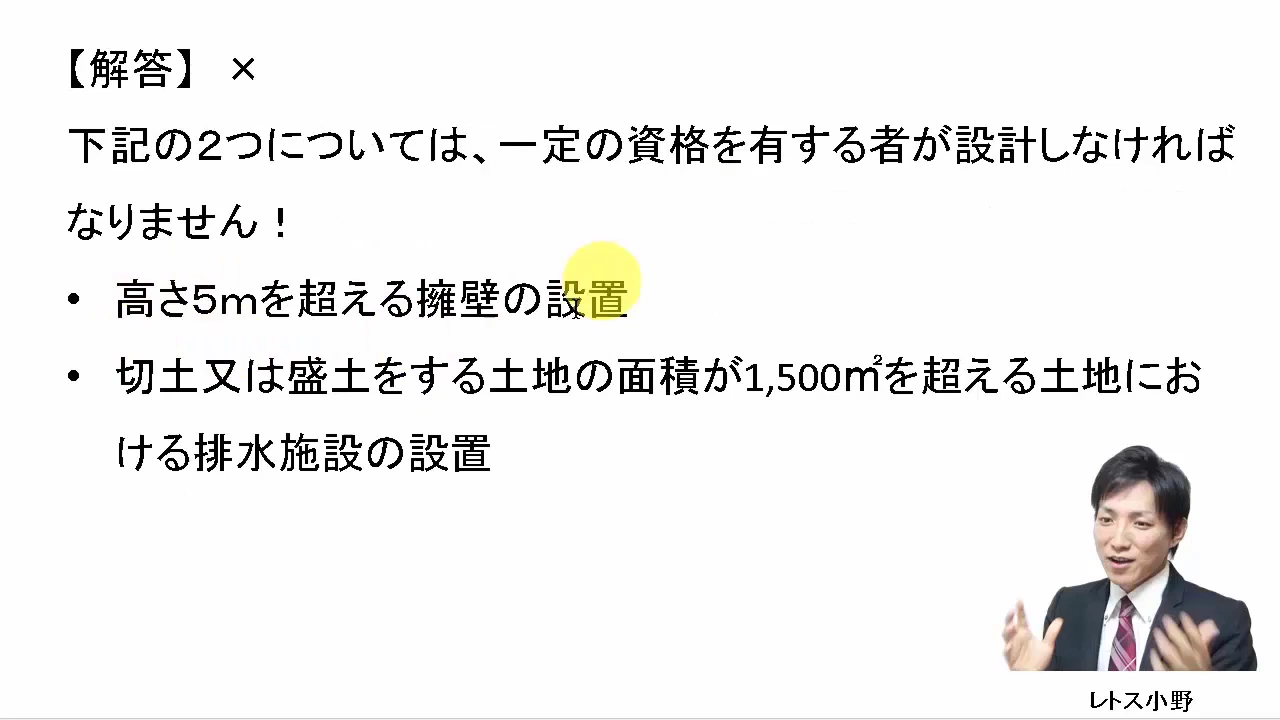 【解答】 ×
下記の２つについては、一定の資格を有する者が設計しなければ
なりません！
• 高さ５ｍを超える擁壁の設置
• 切土又は盛土をする土地の面積が1,500㎡を超える土地にお
ける排水施設の設置
レトス小野